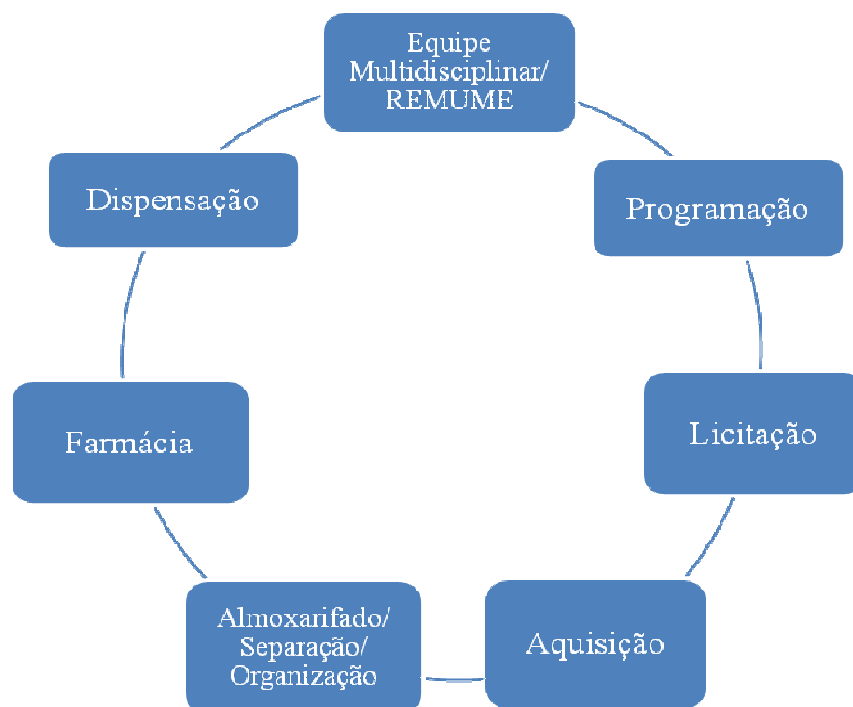 Equipe
Multidisciplinar/
REMUME
Programação
Licitação
Aquisição
Almoxarifado/
Separação/
Organização
Farmácia
Dispensação